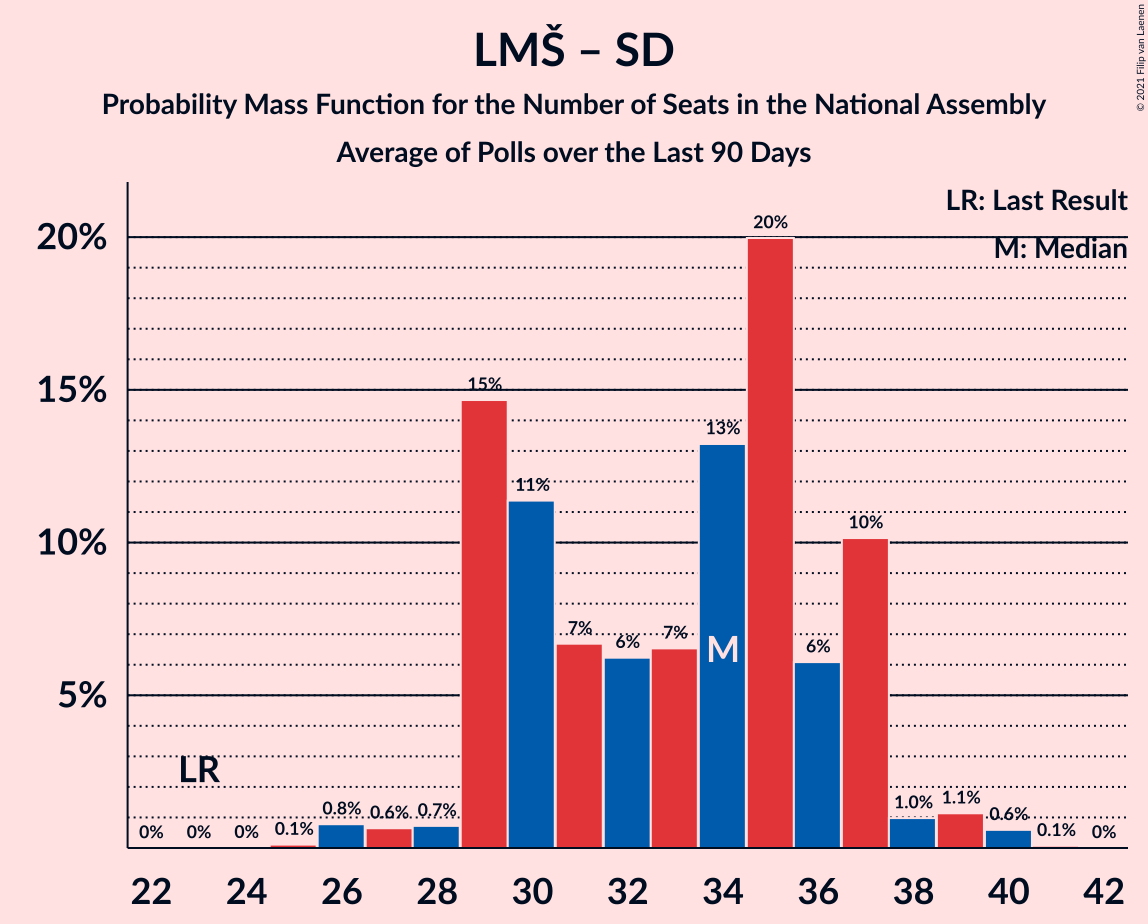 LMŠ – SD
Probability Mass Function for the Number of Seats in the National Assembly
Average of Polls over the Last 90 Days
© 2021 Filip van Laenen
LR: Last Result
M: Median
20%
15%
10%
5%
0% 0% 0% 0.1% 0.8% 0.6% 0.7% 15% 11% 7% 6% 7% 13% 20% 6% 10% 1.0% 1.1% 0.6% 0.1% 0%
LR
M
22 24 26 28 30 32 34 36 38 40 42